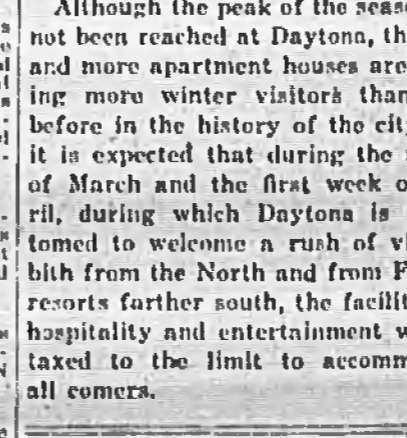 Although the peak of the seas
not been reached at Daytona, th
and more apartment houses are
ing more winter visitors than
before in the history of the cit
it is expected that during the
of March and the first week o
ril, during which Daytona is
tomed to welcome a rush of vi
bith from the North and from F
resorts farther south, the facilit
hospitality and entertainment w
taxed to the limit to accomm
all comers.